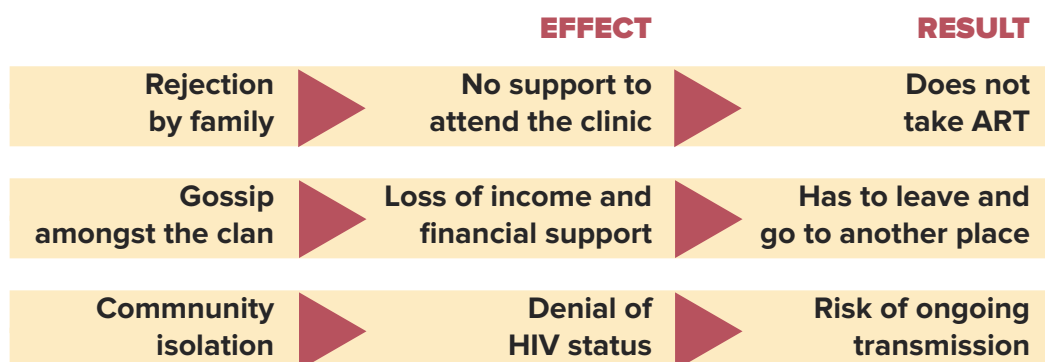 EFFECT RESULT
Rejection
by family
No support to
attend the clinic
Does not
take ART
Gossip
amongst the clan
Loss of income and
financial support
Has to leave and
go to another place
Commnunity
isolation
Denial of
HIV status
Risk of ongoing
transmission